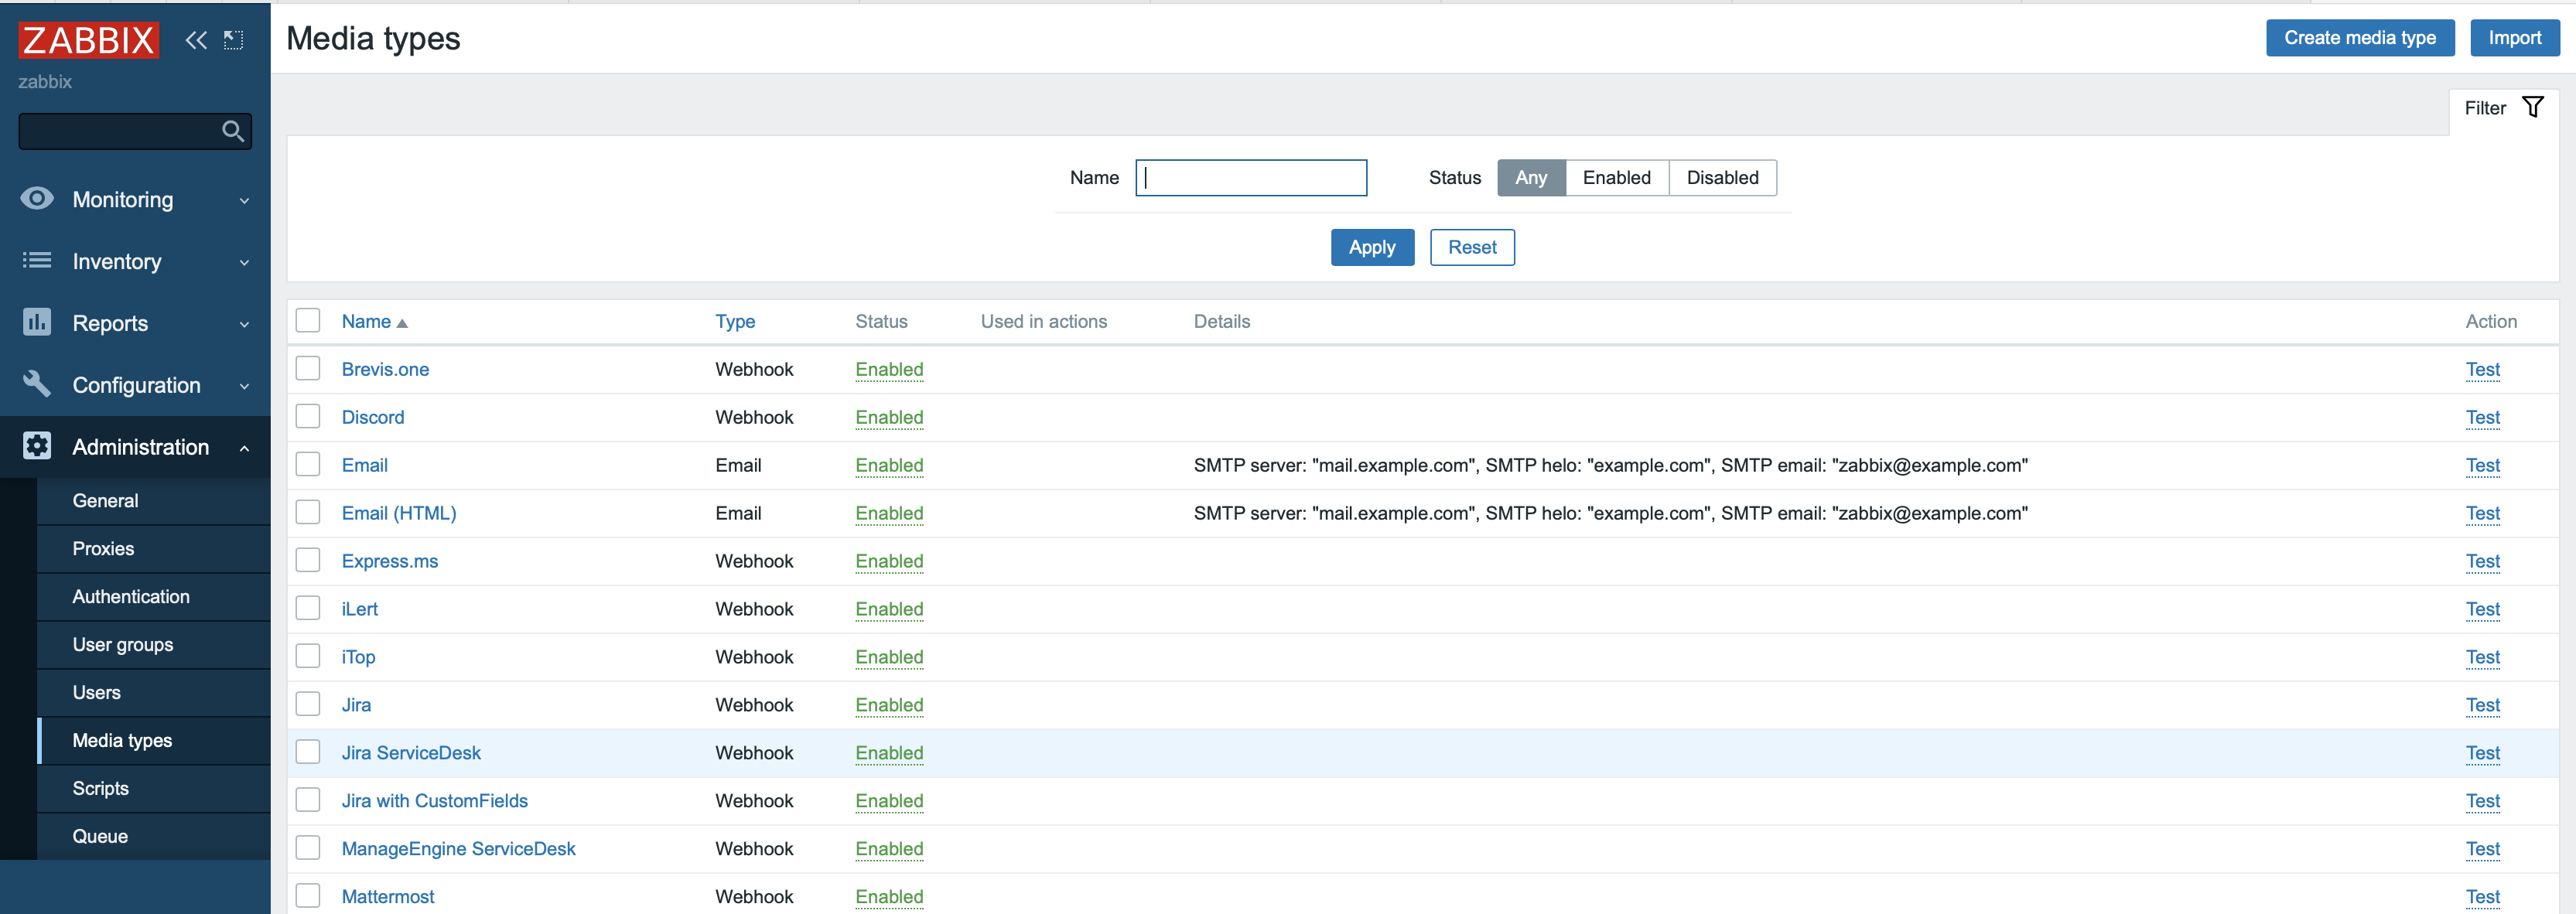 ZABBIX
zabbix
Monitoring
Inventory
Reports
Configuration
Administration
General
Proxies
Authentication
User groups
Users
Media types
Scripts
Queue
Media types
Create media type Import
Filter
Name Status Any Enabled Disabled
Apply Reset
Name Type Status Used in actions Details Action
Brevis.one Webhook Enabled Test
Discord Webhook Enabled Test
Email Email Enabled SMTP server: "mail.example.com", SMTP helo: "example.com", SMTP email: "zabbix@example.com" Test
Email (HTML) Email Enabled SMTP server: "mail.example.com", SMTP helo: "example.com", SMTP email: "zabbix@example.com" Test
Express.ms Webhook Enabled Test
iLert Webhook Enabled Test
iTop Webhook Enabled Test
Jira Webhook Enabled Test
Jira ServiceDesk Webhook Enabled Test
Jira with CustomFields Webhook Enabled Test
ManageEngine ServiceDesk Webhook Enabled Test
Mattermost Webhook Enabled Test